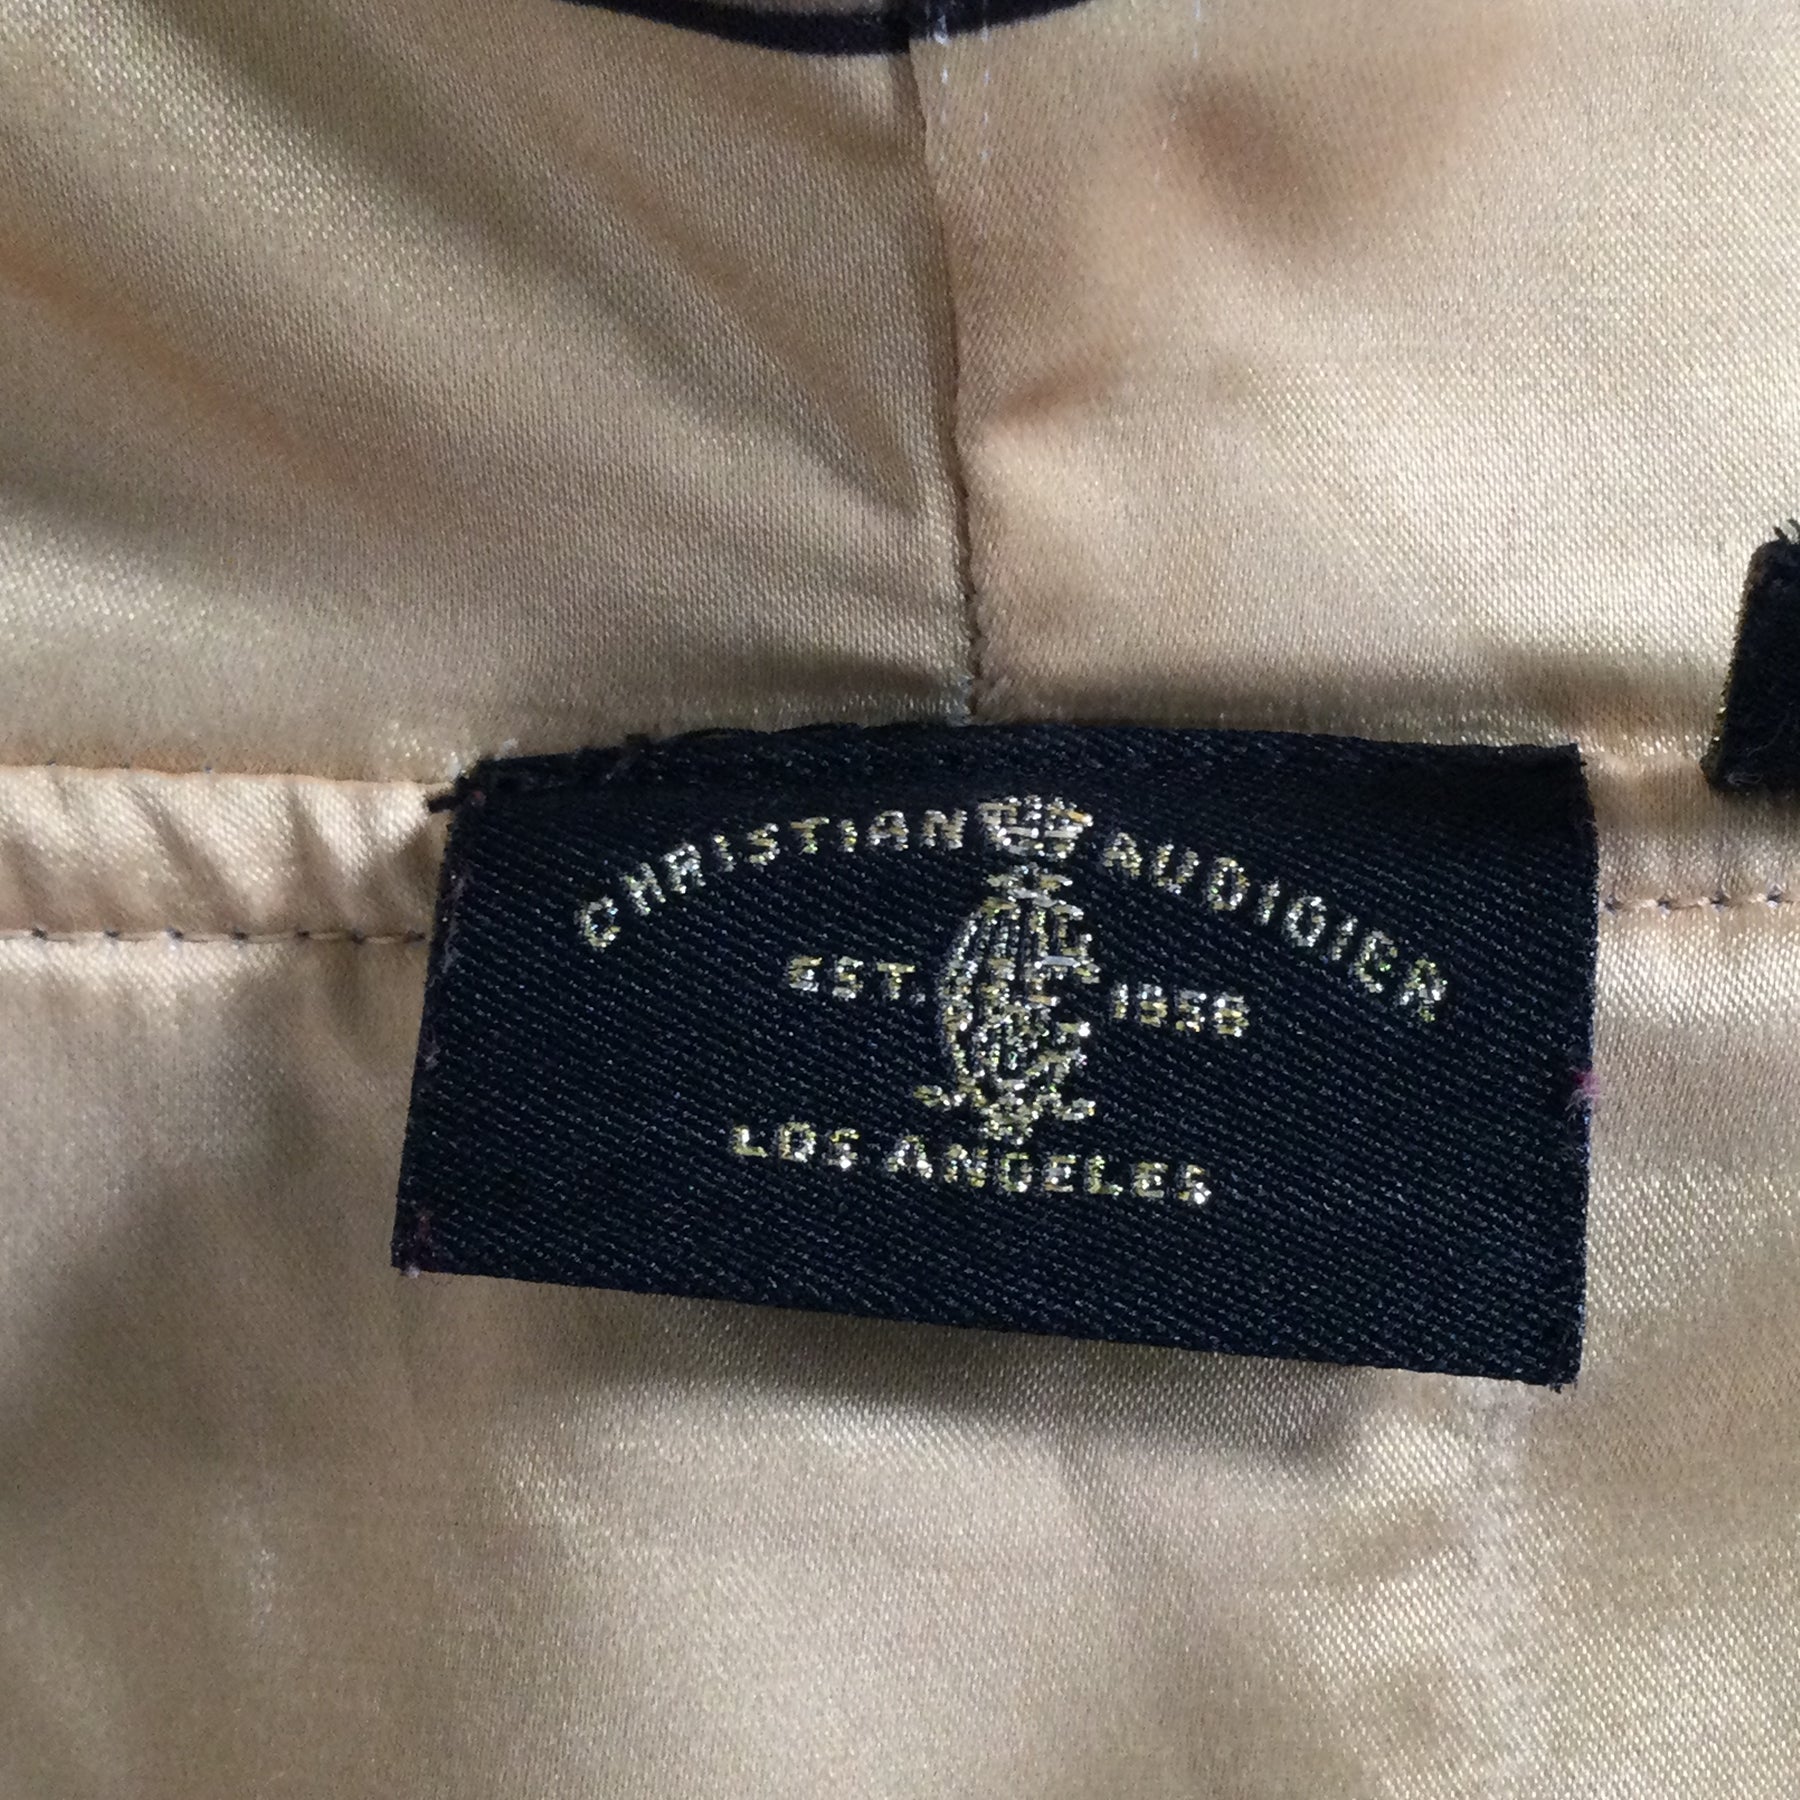 CHRISTIAN AUDIGIER
EST. 1958
LOS ANGELES